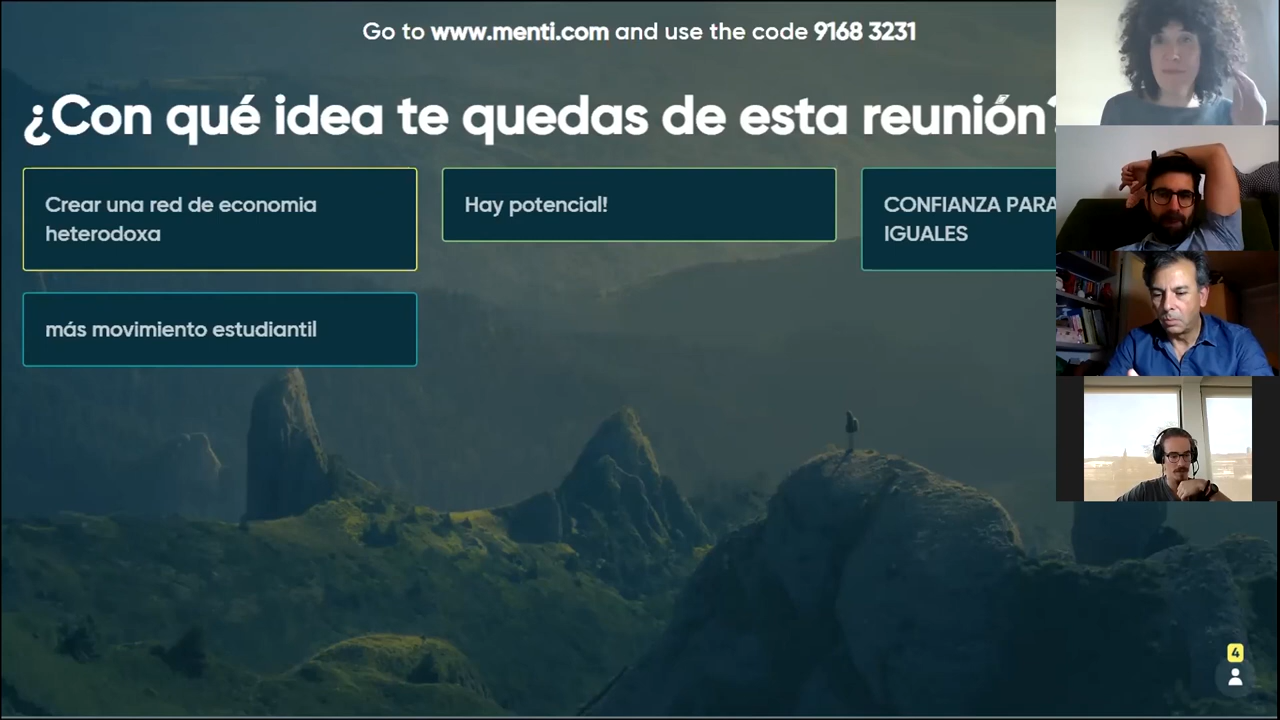 Go to www.menti.com and use the code 9168 3231
¿Con qué idea te quedas de esta reunión?
Crear una red de economia
heterodoxa
Hay potencial!
CONFIANZA PARA
IGUALES
más movimiento estudiantil
4